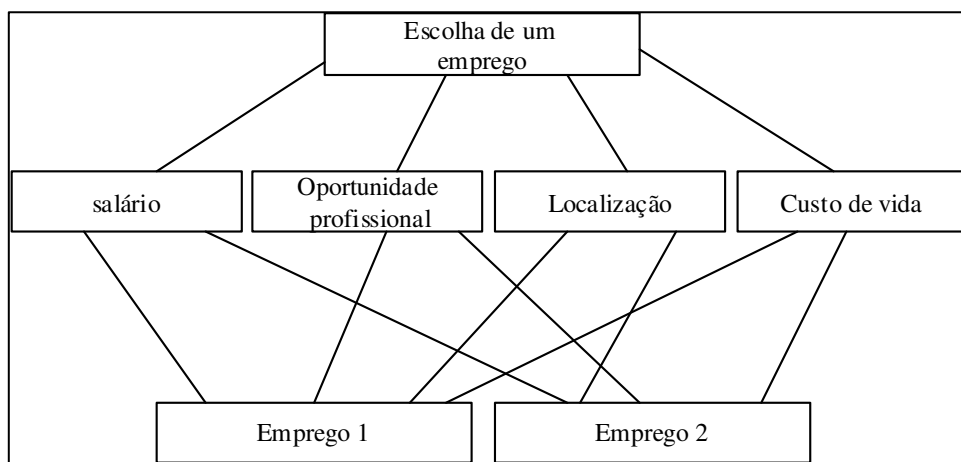 Escolha de um
emprego
salário
Oportunidade
profissional
Localização
Custo de vida
Emprego 1
Emprego 2